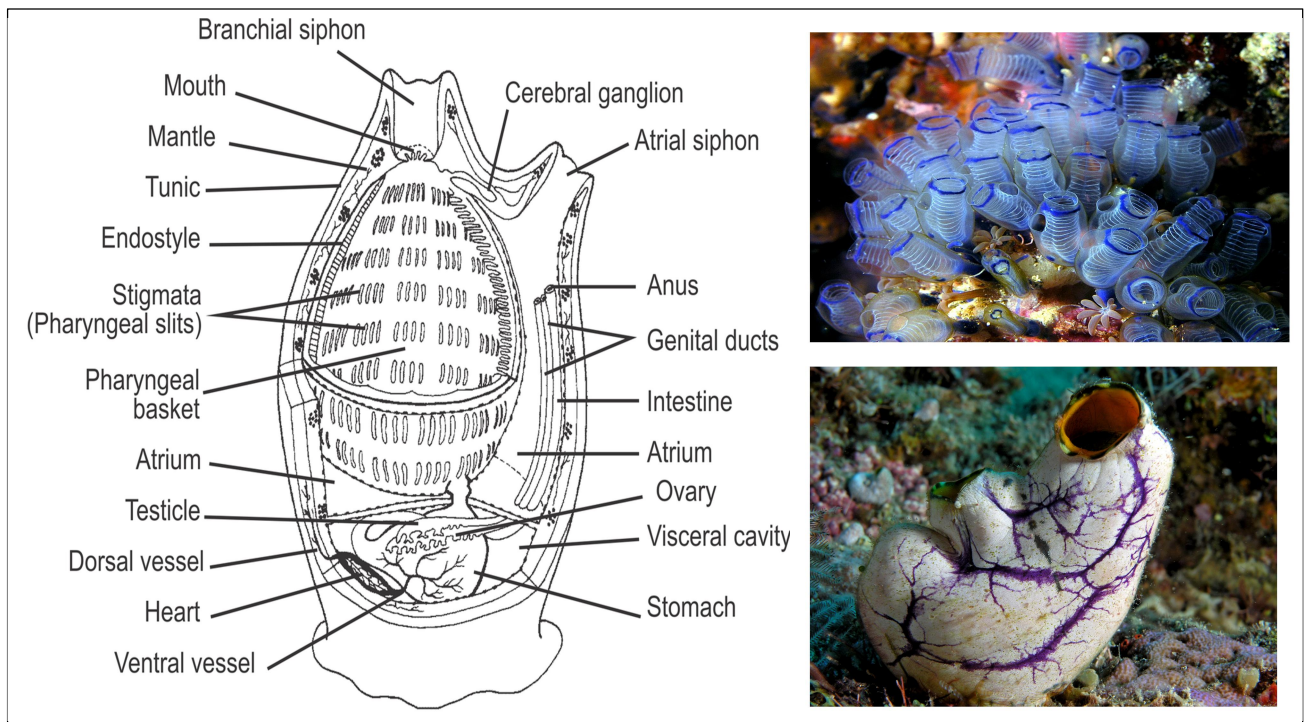 Branchial siphon
Mouth
Mantle
Tunic
Endostyle
Stigmata
(Pharyngeal slits)
Pharyngeal
basket
Atrium
Testicle
Dorsal vessel
Heart
Ventral vessel
Cerebral ganglion
Atrial siphon
Anus
Genital ducts
Intestine
Atrium
Ovary
Visceral cavity
Stomach